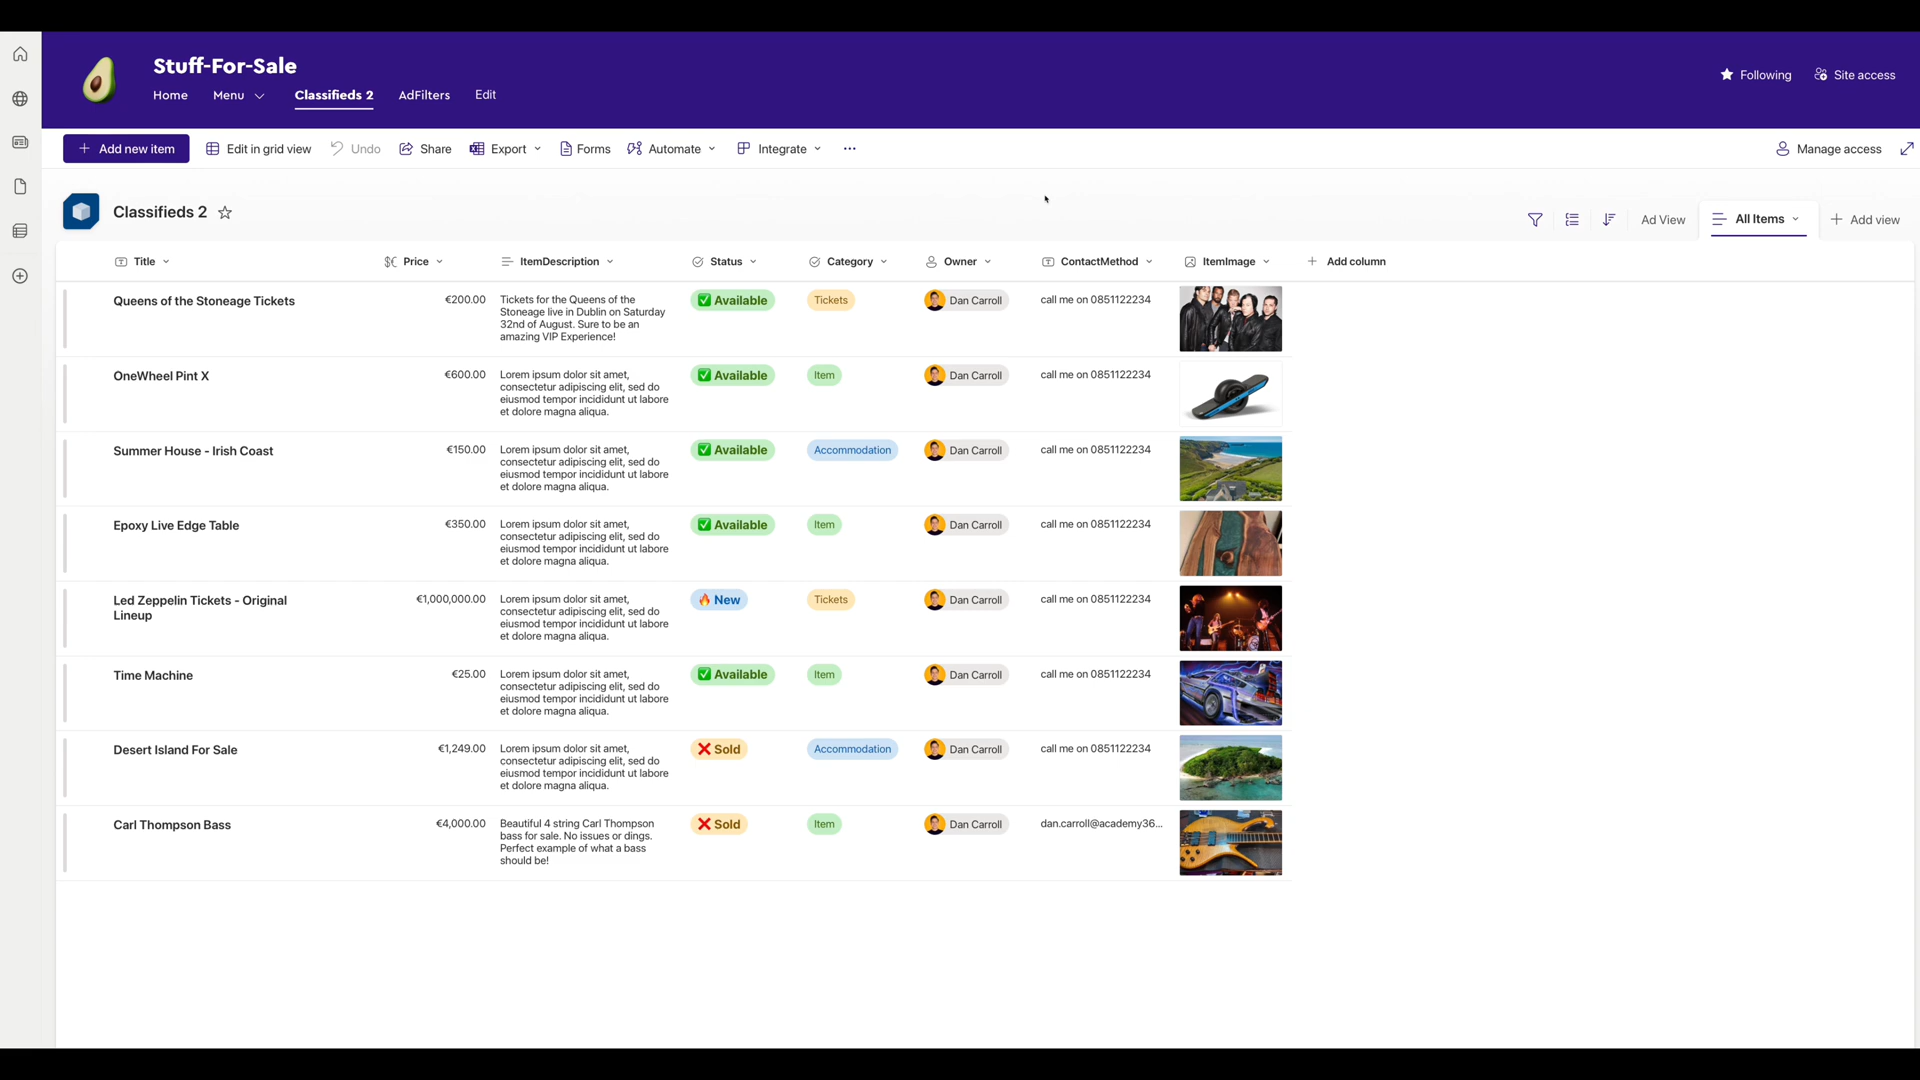 Stuff-For-Sale
Home Menu Classifieds 2 AdFilters Edit
Following Site access
Add new item Edit in grid view Undo Share Export Forms Automate Integrate ... Manage access
Classifieds 2
Ad View All Items Add view
Title Price ItemDescription Status Category Owner ContactMethod ItemImage Add column
Queens of the Stoneage Tickets €200.00 Tickets for the Queens of the Available Tickets Dan Carroll call me on 0851122234
Stoneage live in Dublin on Saturday
32nd of August. Sure to be an
amazing VIP Experience!
OneWheel Pint X €600.00 Lorem ipsum dolor sit amet, Available Item Dan Carroll call me on 0851122234
consectetur adipiscing elit, sed do
eiusmod tempor incididunt ut labore
et dolore magna aliqua.
Summer House - Irish Coast €150.00 Lorem ipsum dolor sit amet, Available Accommodation Dan Carroll call me on 0851122234
consectetur adipiscing elit, sed do
eiusmod tempor incididunt ut labore
et dolore magna aliqua.
Epoxy Live Edge Table €350.00 Lorem ipsum dolor sit amet, Available Item Dan Carroll call me on 0851122234
consectetur adipiscing elit, sed do
eiusmod tempor incididunt ut labore
et dolore magna aliqua.
Led Zeppelin Tickets - Original €1,000,000.00 Lorem ipsum dolor sit amet, New Tickets Dan Carroll call me on 0851122234
Lineup consectetur adipiscing elit, sed do
eiusmod tempor incididunt ut labore
et dolore magna aliqua.
Time Machine €25.00 Lorem ipsum dolor sit amet, Available Item Dan Carroll call me on 0851122234
consectetur adipiscing elit, sed do
eiusmod tempor incididunt ut labore
et dolore magna aliqua.
Desert Island For Sale €1,249.00 Lorem ipsum dolor sit amet, Sold Accommodation Dan Carroll call me on 0851122234
consectetur adipiscing elit, sed do
eiusmod tempor incididunt ut labore
et dolore magna aliqua.
Carl Thompson Bass €4,000.00 Beautiful 4 string Carl Thompson Sold Item Dan Carroll dan.carroll@academy36...
bass for sale. No issues or dings.
Perfect example of what a bass
should be!